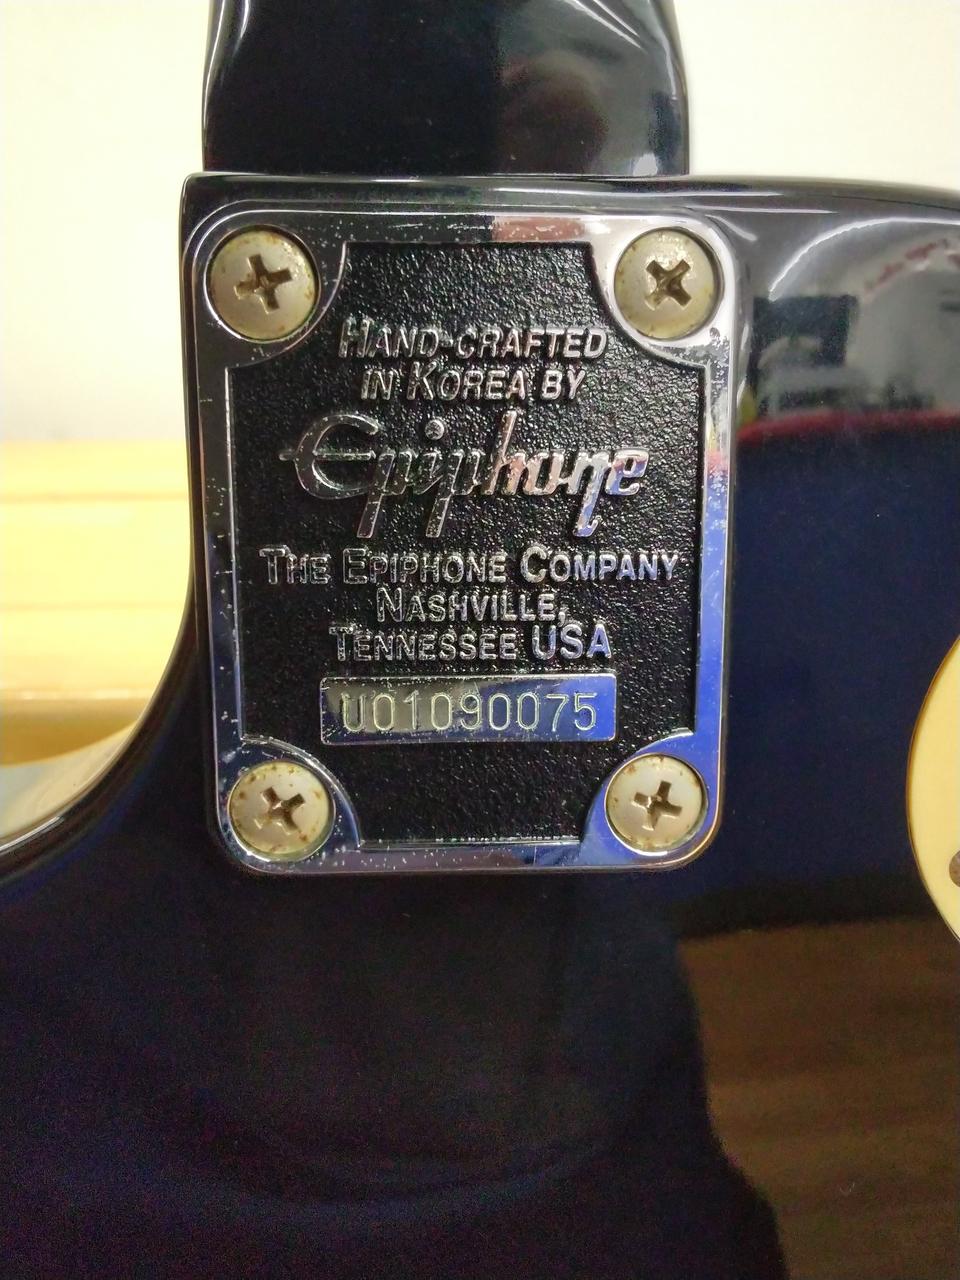 HAND-CRAFTED
IN KOREA BY
Epiphone
THE EPIPHONE COMPANY
NASHVILLE,
TENNESSEE USA
U01090075